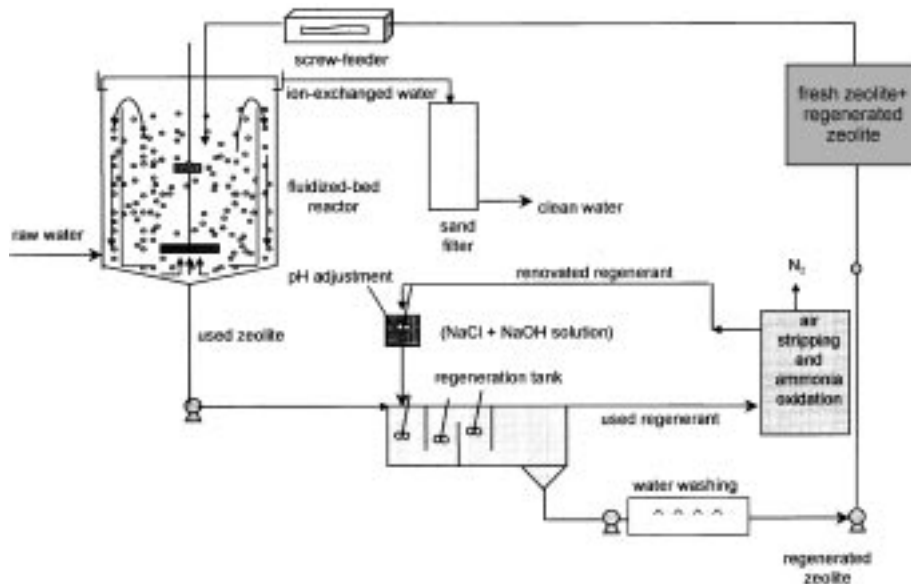 screw-feeder
ion-exchanged water
fresh zeolite+
regenerated
zeolite
fluidized-bed
reactor
raw water
clean water
sand
filter
pH adjustment
renovated regenerant
N₂
used zeolite
(NaCl + NaOH solution)
air
stripping
and
ammonia
oxidation
regeneration tank
used regenerant
water washing
regenerated
zeolite